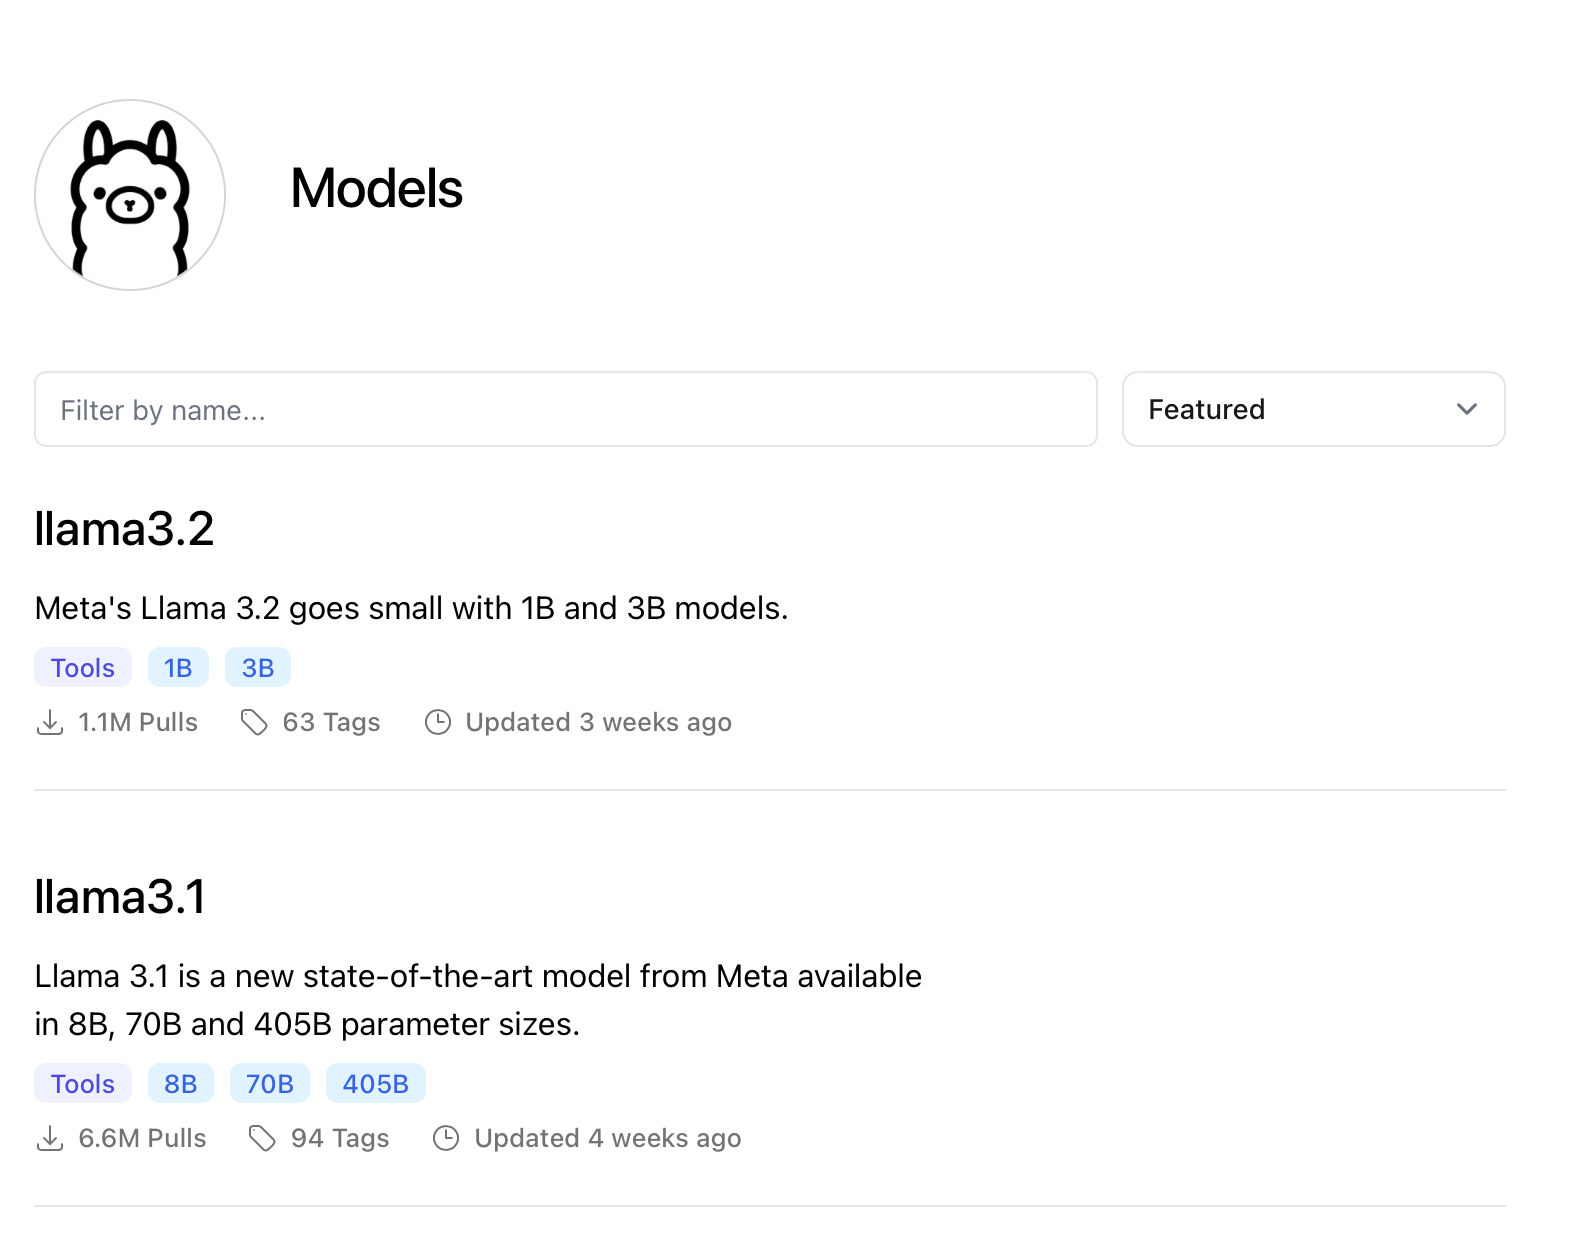 Models
Filter by name...
Featured
llama3.2
Meta's Llama 3.2 goes small with 1B and 3B models.
Tools 1B 3B
1.1M Pulls 63 Tags Updated 3 weeks ago
llama3.1
Llama 3.1 is a new state-of-the-art model from Meta available
in 8B, 70B and 405B parameter sizes.
Tools 8B 70B 405B
6.6M Pulls 94 Tags Updated 4 weeks ago